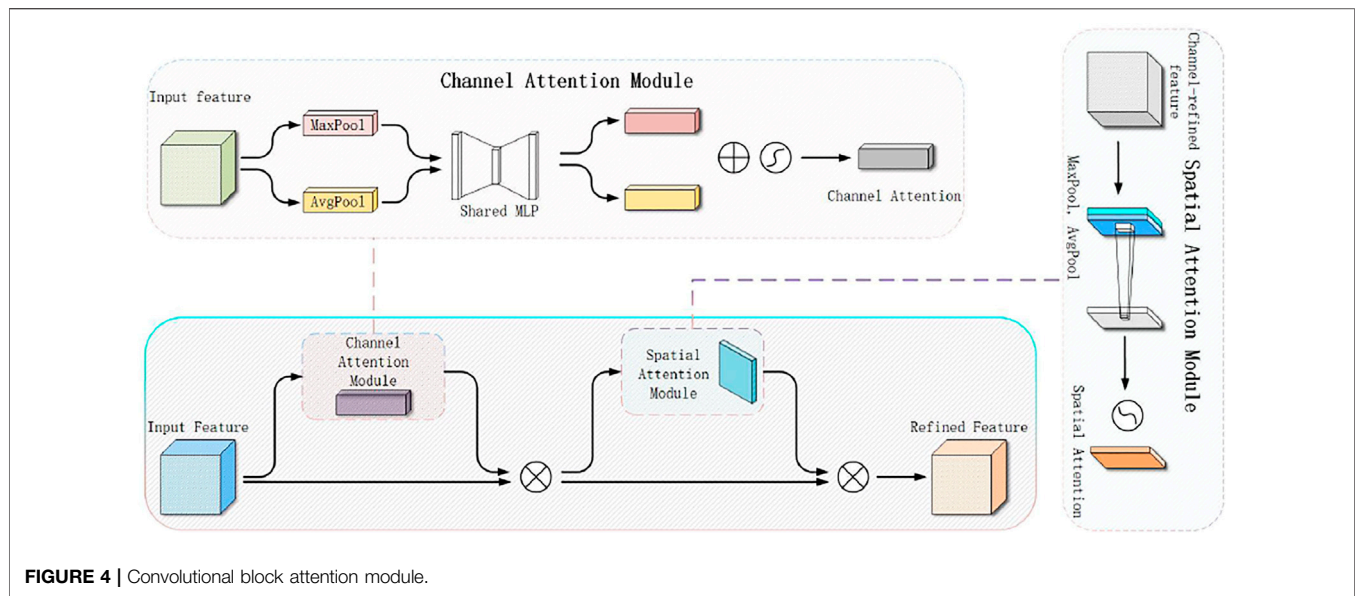 Channel Attention Module
Input feature
MaxPool
AvgPool
Shared MLP
Channel Attention
Channel-refined
feature
MaxPool, AvgPool
Spatial Attention Module
Spatial Attention
Channel
Attention
Module
Spatial
Attention
Module
Input Feature
Refined Feature
FIGURE 4 | Convolutional block attention module.